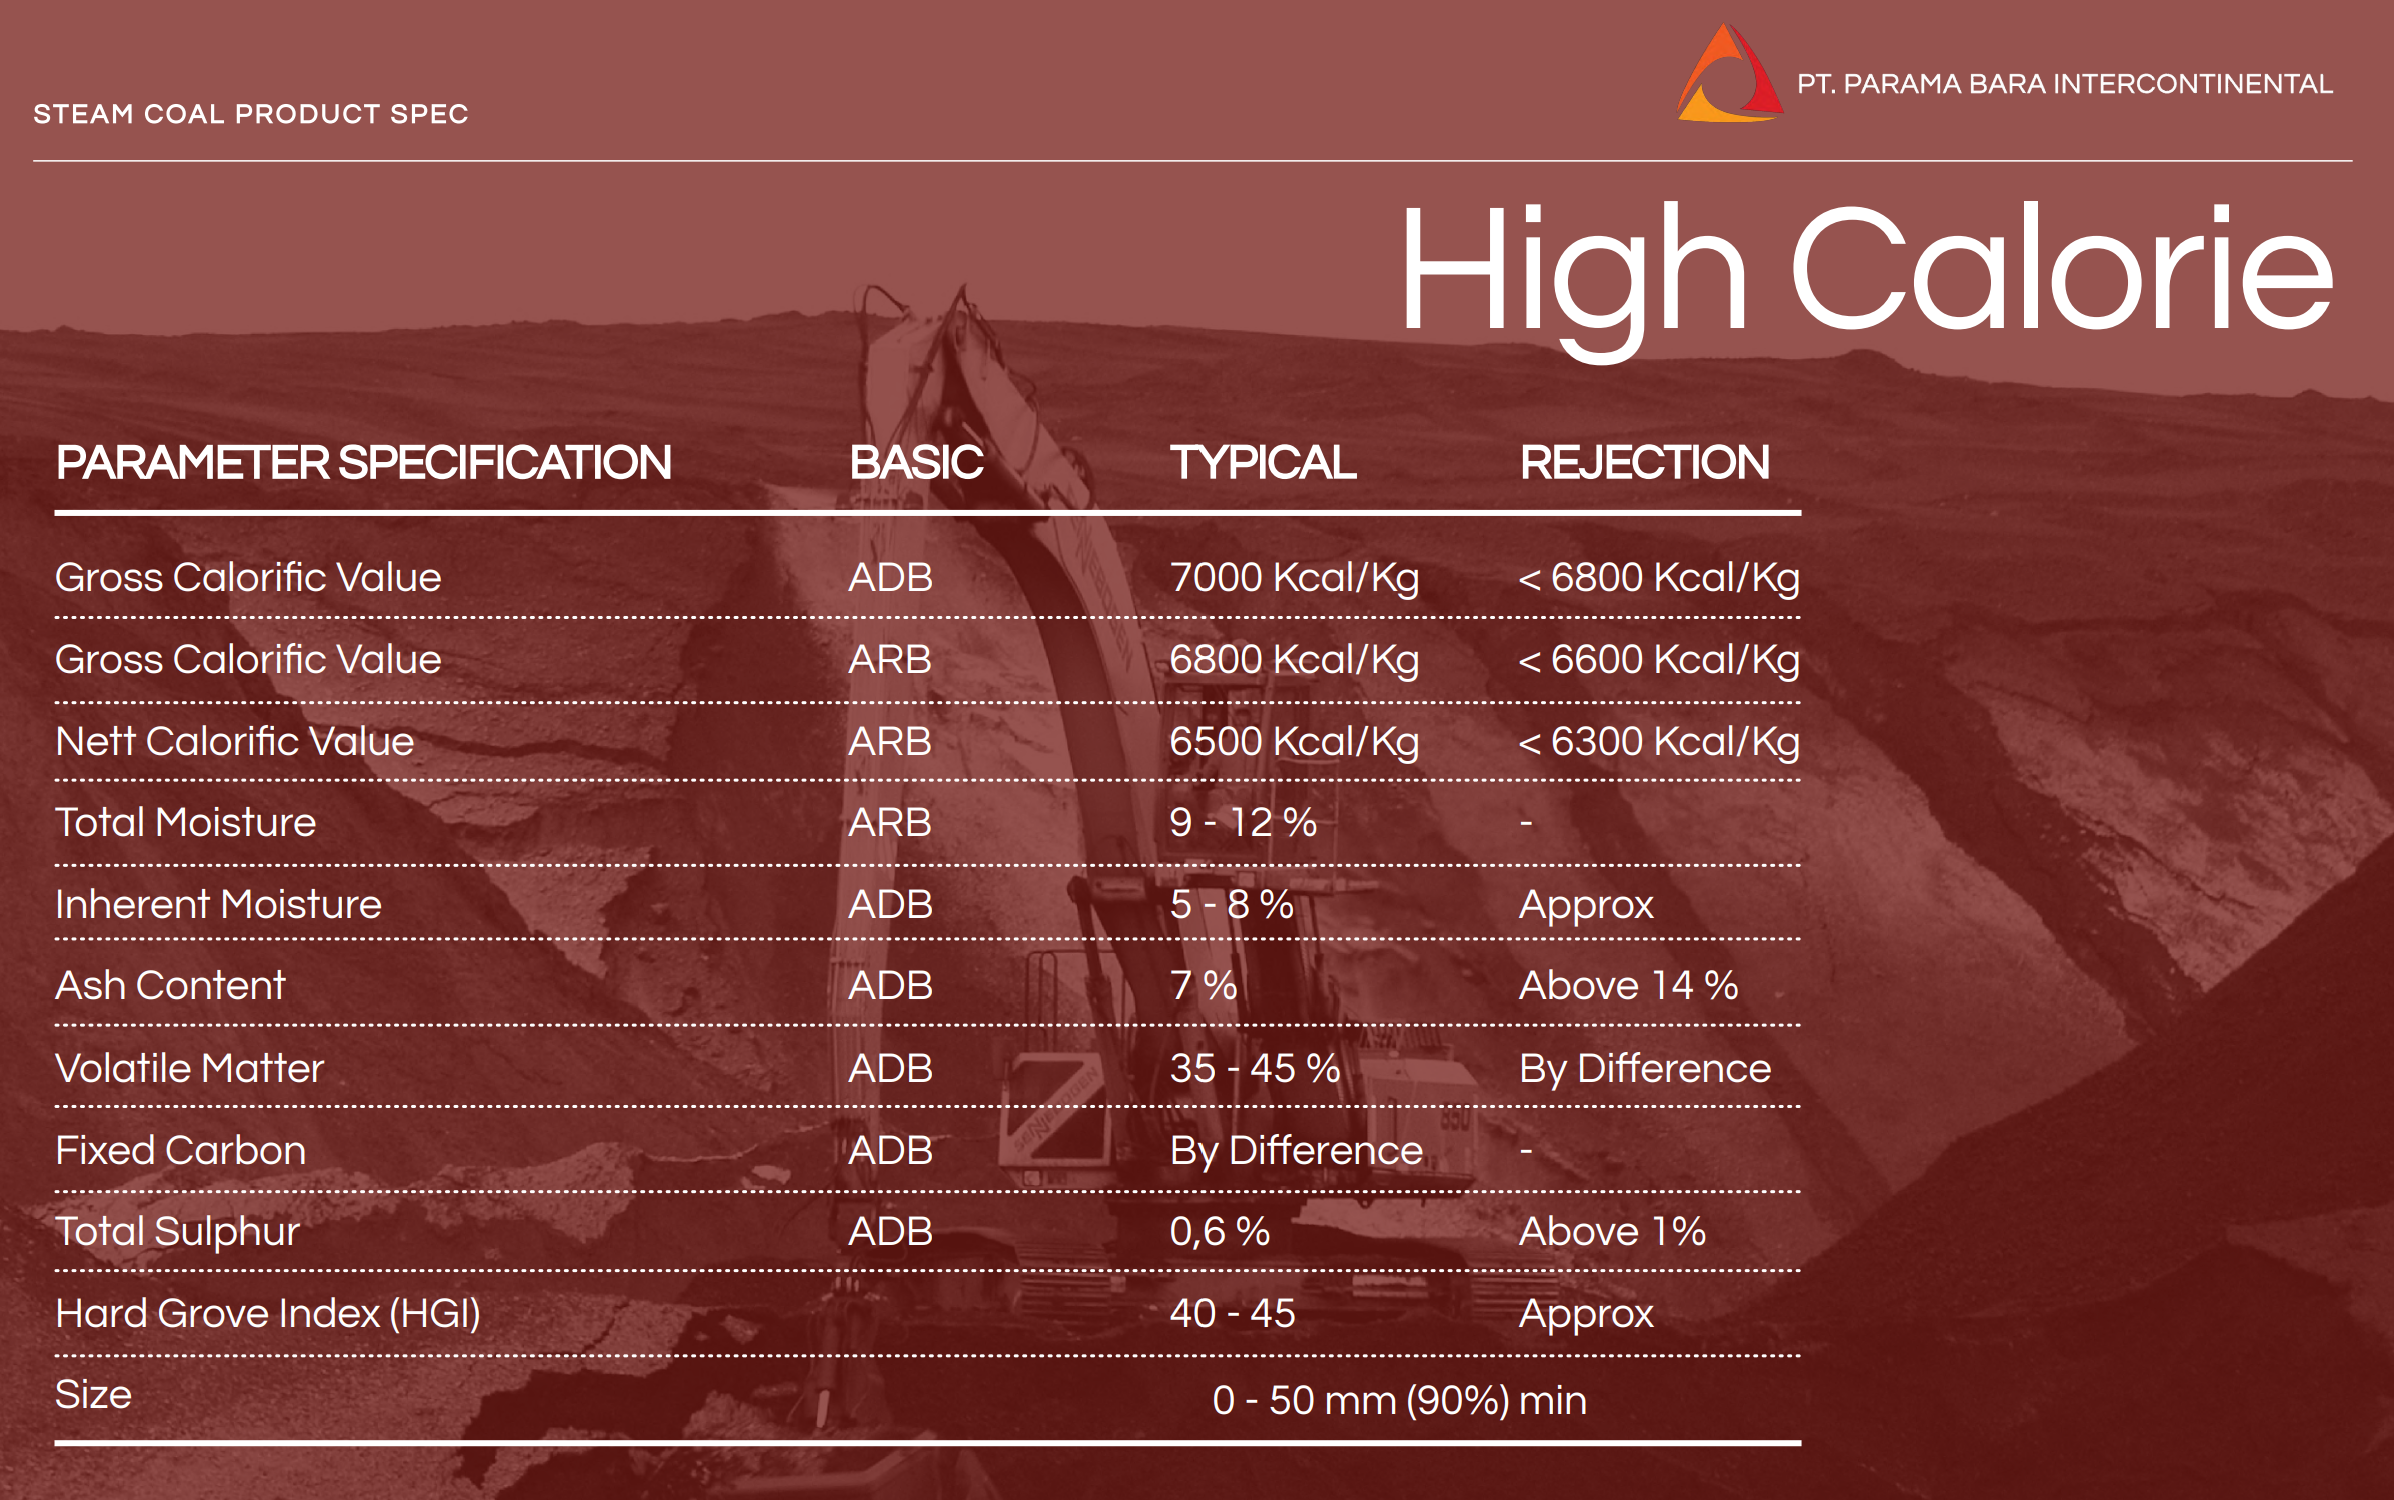 STEAM COAL PRODUCT SPEC
PT. PARAMA BARA INTERCONTINENTAL
High Calorie
PARAMETER SPECIFICATION BASIC TYPICAL REJECTION
Gross Calorific Value ADB 7000 Kcal/Kg < 6800 Kcal/Kg
Gross Calorific Value ARB 6800 Kcal/Kg < 6600 Kcal/Kg
Nett Calorific Value ARB 6500 Kcal/Kg < 6300 Kcal/Kg
Total Moisture ARB 9 - 12 % -
Inherent Moisture ADB 5 - 8 % Approx
Ash Content ADB 7 % Above 14 %
Volatile Matter ADB 35 - 45 % By Difference
Fixed Carbon ADB By Difference -
Total Sulphur ADB 0,6 % Above 1%
Hard Grove Index (HGI) 40 - 45 Approx
Size 0 - 50 mm (90%) min